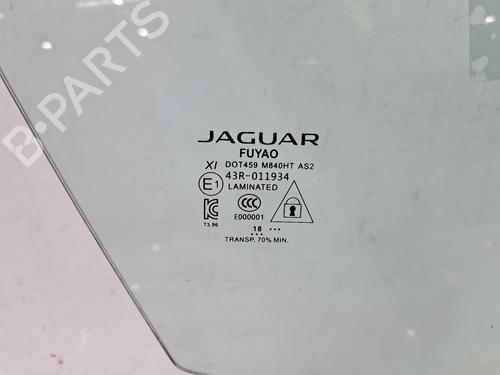 B-PARTS
JAGUAR
FUYAO
XI DOT459 M840HT AS2
E1 43R-011934
LAMINATED
KC CCC
T3.96 E000001
18
TRANSP. 70% MIN.